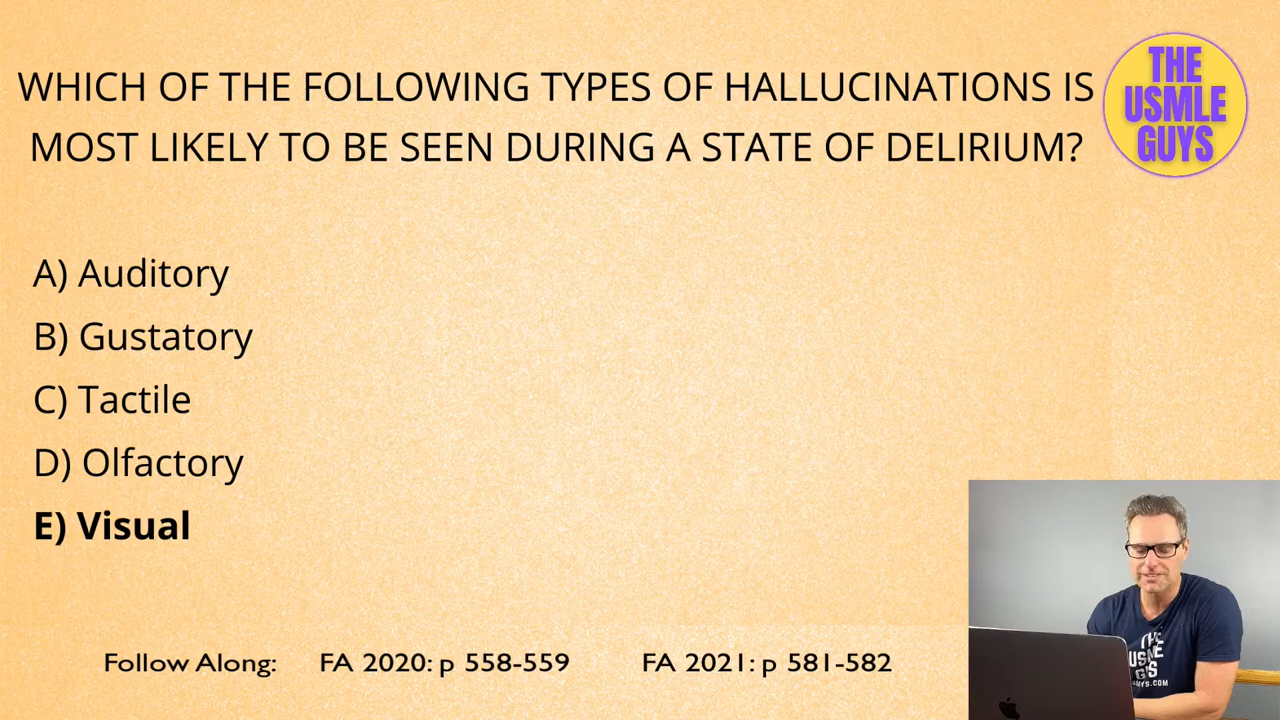 WHICH OF THE FOLLOWING TYPES OF HALLUCINATIONS IS
MOST LIKELY TO BE SEEN DURING A STATE OF DELIRIUM?
THE
USMLE
GUYS
A) Auditory
B) Gustatory
C) Tactile
D) Olfactory
E) Visual
Follow Along: FA 2020: p 558-559 FA 2021: p 581-582
THE